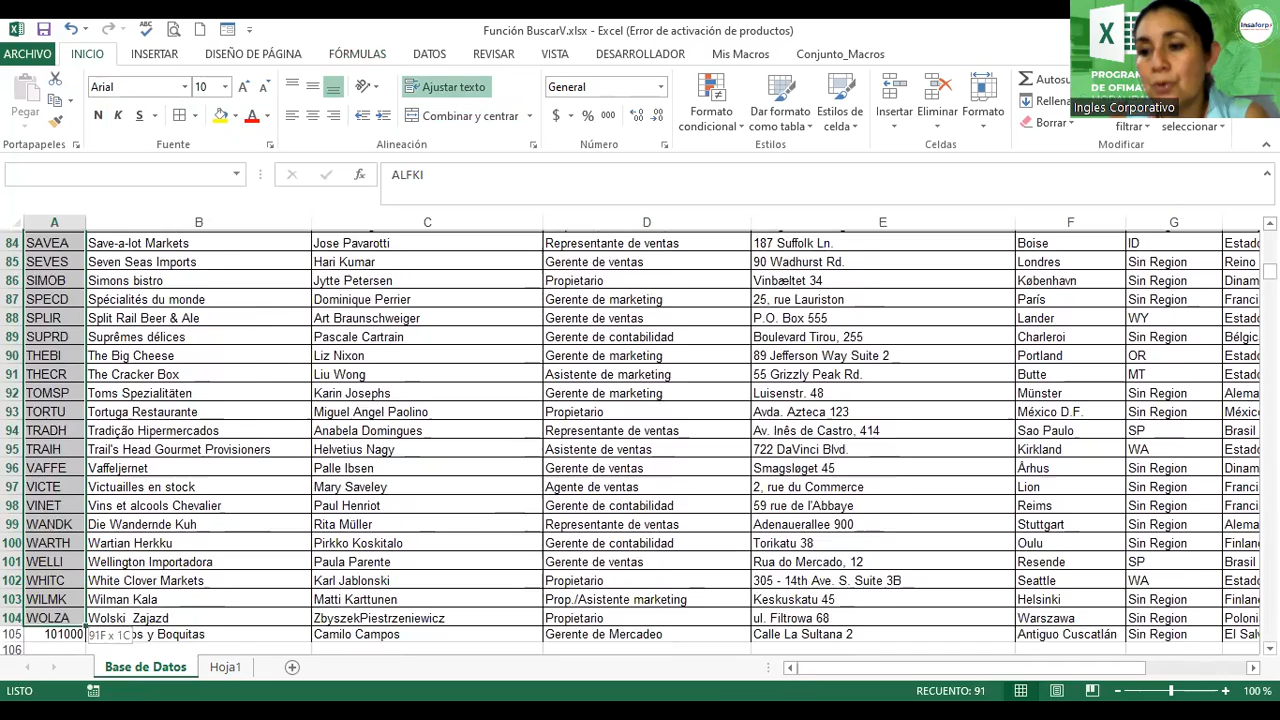 Función BuscarV.xlsx - Excel (Error de activación de productos)
ARCHIVO INICIO INSERTAR DISEÑO DE PÁGINA FÓRMULAS DATOS REVISAR VISTA DESARROLLADOR Mis Macros Conjunto_Macros
Pegar
Arial 10
N K S
Ajustar texto
Combinar y centrar
General
$ % 000
Formato condicional
Dar formato como tabla
Estilos de celda
Insertar Eliminar Formato
Autosu
Rellena
Borrar
filtrar seleccionar
Portapapeles Fuente Alineación Número Estilos Celdas Modificar
Insaforp
PROGRAM
DE OFIMAT
Ingles Corporativo
ALFKI
A B C D E F G
84 SAVEA Save-a-lot Markets Jose Pavarotti Representante de ventas 187 Suffolk Ln. Boise ID Estad
85 SEVES Seven Seas Imports Hari Kumar Gerente de ventas 90 Wadhurst Rd. Londres Sin Region Reino
86 SIMOB Simons bistro Jytte Petersen Propietario Vinbæltet 34 København Sin Region Dinam
87 SPECD Spécialités du monde Dominique Perrier Gerente de marketing 25, rue Lauriston París Sin Region Franci
88 SPLIR Split Rail Beer & Ale Art Braunschweiger Gerente de ventas P.O. Box 555 Lander WY Estad
89 SUPRD Suprêmes délices Pascale Cartrain Gerente de contabilidad Boulevard Tirou, 255 Charleroi Sin Region Bélgic
90 THEBI The Big Cheese Liz Nixon Gerente de marketing 89 Jefferson Way Suite 2 Portland OR Estad
91 THECR The Cracker Box Liu Wong Asistente de marketing 55 Grizzly Peak Rd. Butte MT Estad
92 TOMSP Toms Spezialitäten Karin Josephs Gerente de marketing Luisenstr. 48 Münster Sin Region Alema
93 TORTU Tortuga Restaurante Miguel Angel Paolino Propietario Avda. Azteca 123 México D.F. Sin Region Méxic
94 TRADH Tradição Hipermercados Anabela Domingues Gerente de ventas Av. Inês de Castro, 414 Sao Paulo SP Brasil
95 TRAIH Trail's Head Gourmet Provisioners Helvetius Nagy Asistente de ventas 722 DaVinci Blvd. Kirkland WA Estad
96 VAFFE Vaffeljernet Palle Ibsen Gerente de ventas Smagsløget 45 Århus Sin Region Dinam
97 VICTE Victuailles en stock Mary Saveley Agente de ventas 2, rue du Commerce Lion Sin Region Franci
98 VINET Vins et alcools Chevalier Paul Henriot Gerente de contabilidad 59 rue de l'Abbaye Reims Sin Region Franci
99 WANDK Die Wandernde Kuh Rita Müller Representante de ventas Adenauerallee 900 Stuttgart Sin Region Alema
100 WARTH Wartian Herkku Pirkko Koskitalo Gerente de contabilidad Torikatu 38 Oulu Sin Region Finlan
101 WELLI Wellington Importadora Paula Parente Gerente de ventas Rua do Mercado, 12 Resende SP Brasil
102 WHITC White Clover Markets Karl Jablonski Propietario 305 - 14th Ave. S. Suite 3B Seattle WA Estad
103 WILMK Wilman Kala Matti Karttunen Prop./Asistente marketing Keskuskatu 45 Helsinki Sin Region Finlan
104 WOLZA Wolski Zajazd ZbyszekPiestrzeniewicz Propietario ul. Filtrowa 68 Warszawa Sin Region Poloni
105 101000 91F x 1C os y Boquitas Camilo Campos Gerente de Mercadeo Calle La Sultana 2 Antiguo Cuscatlán Sin Region El Sal
106
Base de Datos Hoja1
LISTO RECUENTO: 91 100 %